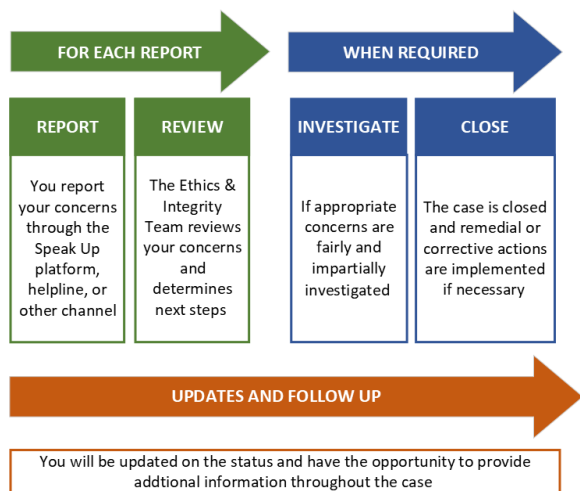 FOR EACH REPORT
WHEN REQUIRED
REPORT
REVIEW
INVESTIGATE
CLOSE
You report
your concerns
through the
Speak Up
platform,
helpline, or
other channel
The Ethics &
Integrity
Team reviews
your concerns
and
determines
next steps
If appropriate
concerns are
fairly and
impartially
investigated
The case is closed
and remedial or
corrective actions
are implemented
if necessary
UPDATES AND FOLLOW UP
You will be updated on the status and have the opportunity to provide
addtional information throughout the case